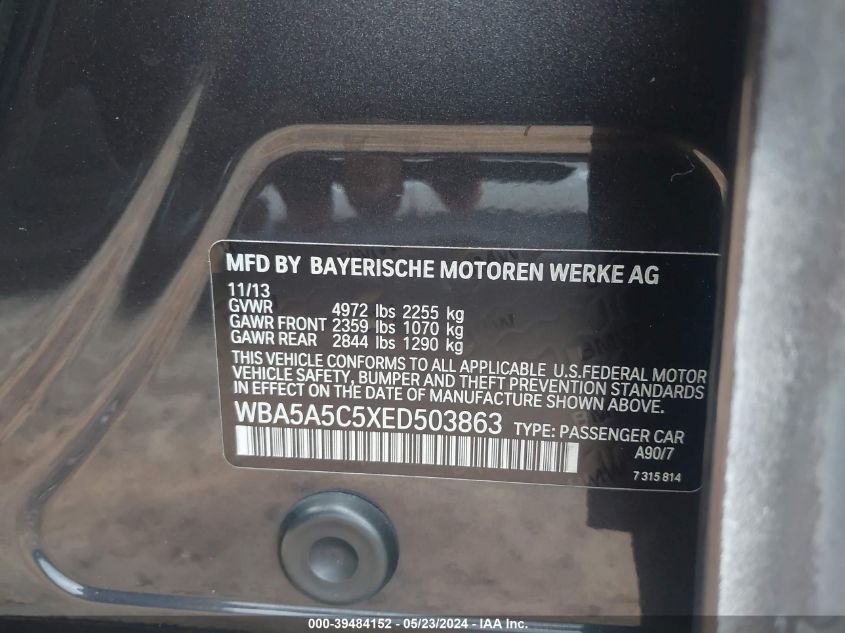 MFD BY BAYERISCHE MOTOREN WERKE AG
11/13
GVWR 4972 lbs 2255 kg
GAWR FRONT 2359 lbs 1070 kg
GAWR REAR 2844 lbs 1290 kg
THIS VEHICLE CONFORMS TO ALL APPLICABLE U.S.FEDERAL MOTOR
VEHICLE SAFETY, BUMPER AND THEFT PREVENTION STANDARDS
IN EFFECT ON THE DATE OF MANUFACTURE SHOWN ABOVE.
WBA5A5C5XED503863 TYPE: PASSENGER CAR
A90/7
7 315 814
000-39484152 — 05/23/2024 — IAA Inc.